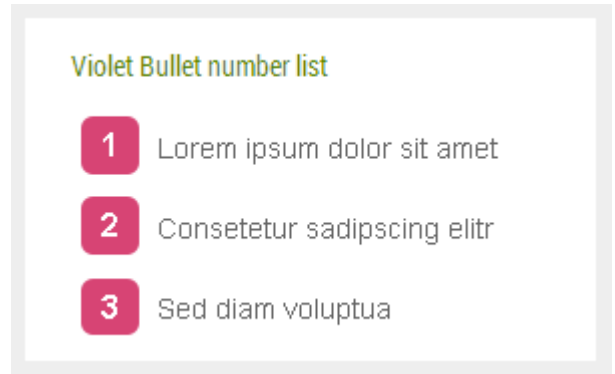 Violet Bullet number list
1 Lorem ipsum dolor sit amet
2 Consetetur sadipscing elitr
3 Sed diam voluptua